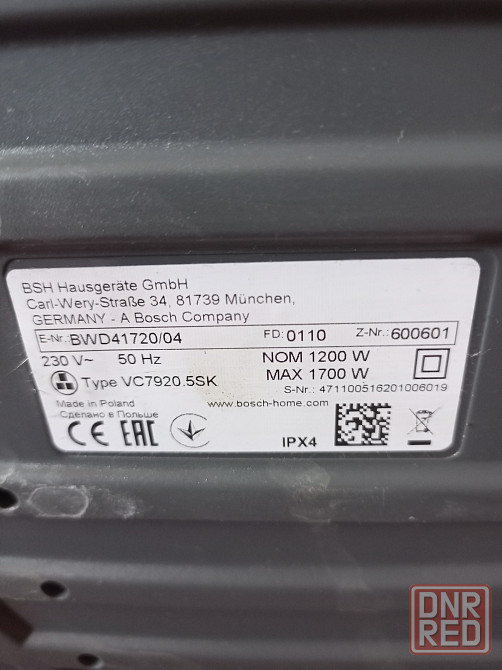 BSH Hausgeräte GmbH
Carl-Wery-Straße 34, 81739 München,
GERMANY - A Bosch Company
E-Nr.: BWD41720/04 FD: 0110 Z-Nr.: 600601
230 V~ 50 Hz NOM 1200 W
MAX 1700 W
Type VC7920.5SK S-Nr.: 471100516201006019
Made in Poland www.bosch-home.com
Сделано в Польше
CE EAC IPX4
DNR
RED